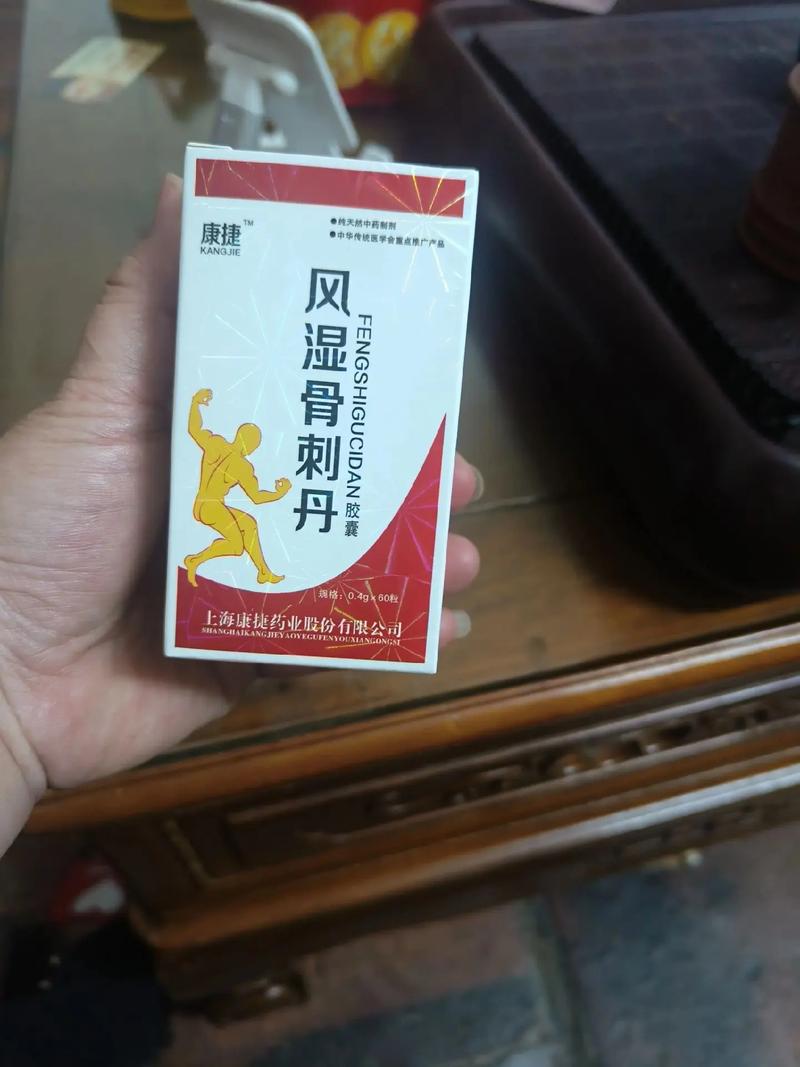 康捷™
KANGJIE
●纯天然中药制剂
●中华传统医学会重点推广产品
风湿骨刺丹
FENGSHIGUCIDAN 胶囊
规格：0.4g×60粒
上海康捷药业股份有限公司
SHANGHAIKANGJIEYAOYEGUFENYOUXIANGONGSI